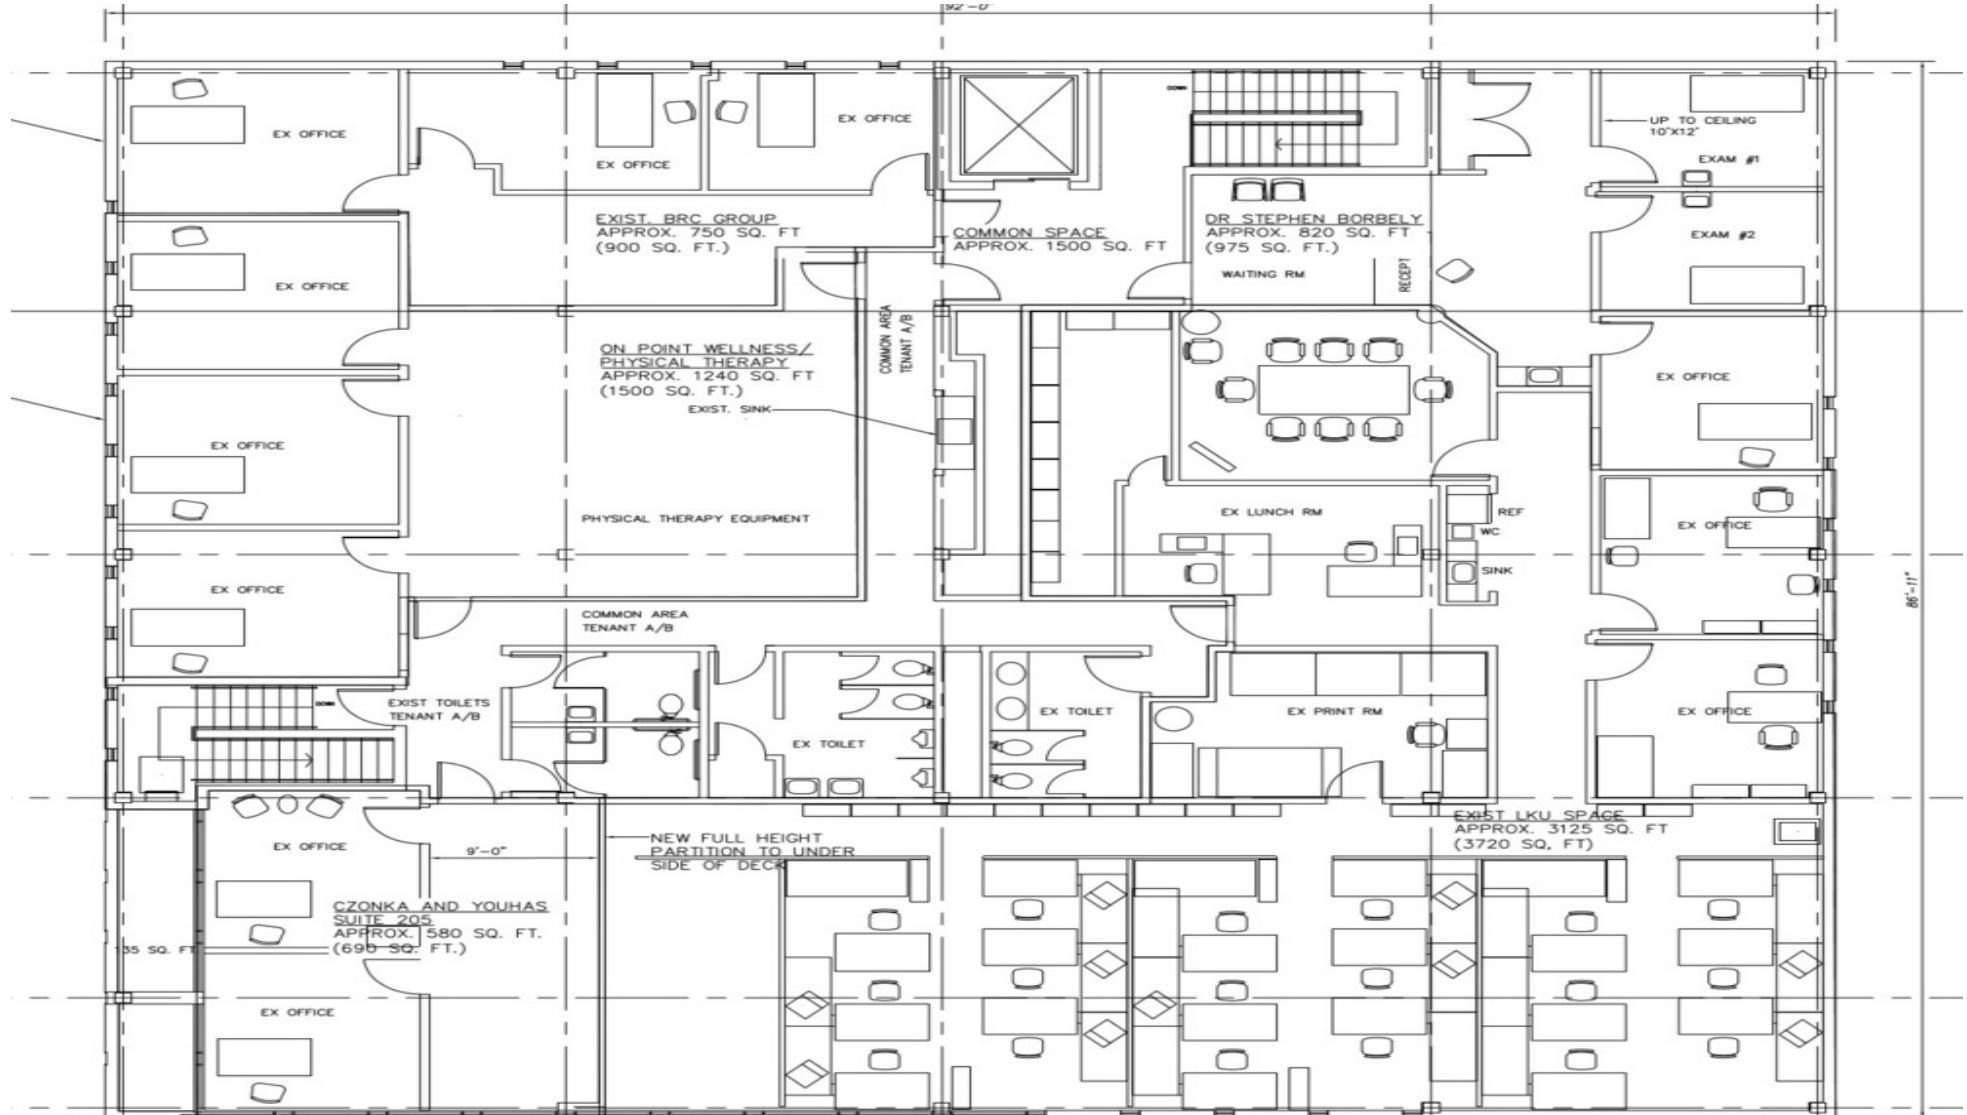 92'-0"
EX OFFICE
EX OFFICE
EX OFFICE
DOWN
UP TO CEILING
10"X12"
EXAM #1
EXIST. BRC GROUP
APPROX. 750 SQ. FT
(900 SQ. FT.)
COMMON SPACE
APPROX. 1500 SQ. FT
DR STEPHEN BORBELY
APPROX. 820 SQ. FT
(975 SQ. FT.)
WAITING RM
RECEPT
EXAM #2
EX OFFICE
COMMON AREA
TENANT A/B
ON POINT WELLNESS/
PHYSICAL THERAPY
APPROX. 1240 SQ. FT
(1500 SQ. FT.)
EXIST. SINK
EX OFFICE
EX OFFICE
PHYSICAL THERAPY EQUIPMENT
EX LUNCH RM
REF
WC
SINK
EX OFFICE
EX OFFICE
86'-11"
COMMON AREA
TENANT A/B
DOWN
EXIST TOILETS
TENANT A/B
EX TOILET
EX TOILET
EX PRINT RM
EX OFFICE
EX OFFICE
9'-0"
NEW FULL HEIGHT
PARTITION TO UNDER
SIDE OF DECK
EXIST LKU SPACE
APPROX. 3125 SQ. FT
(3720 SQ, FT)
CZONKA AND YOUHAS
SUITE 205
APPROX. 580 SQ. FT.
(690 SQ. FT.)
35 SQ. FT
EX OFFICE